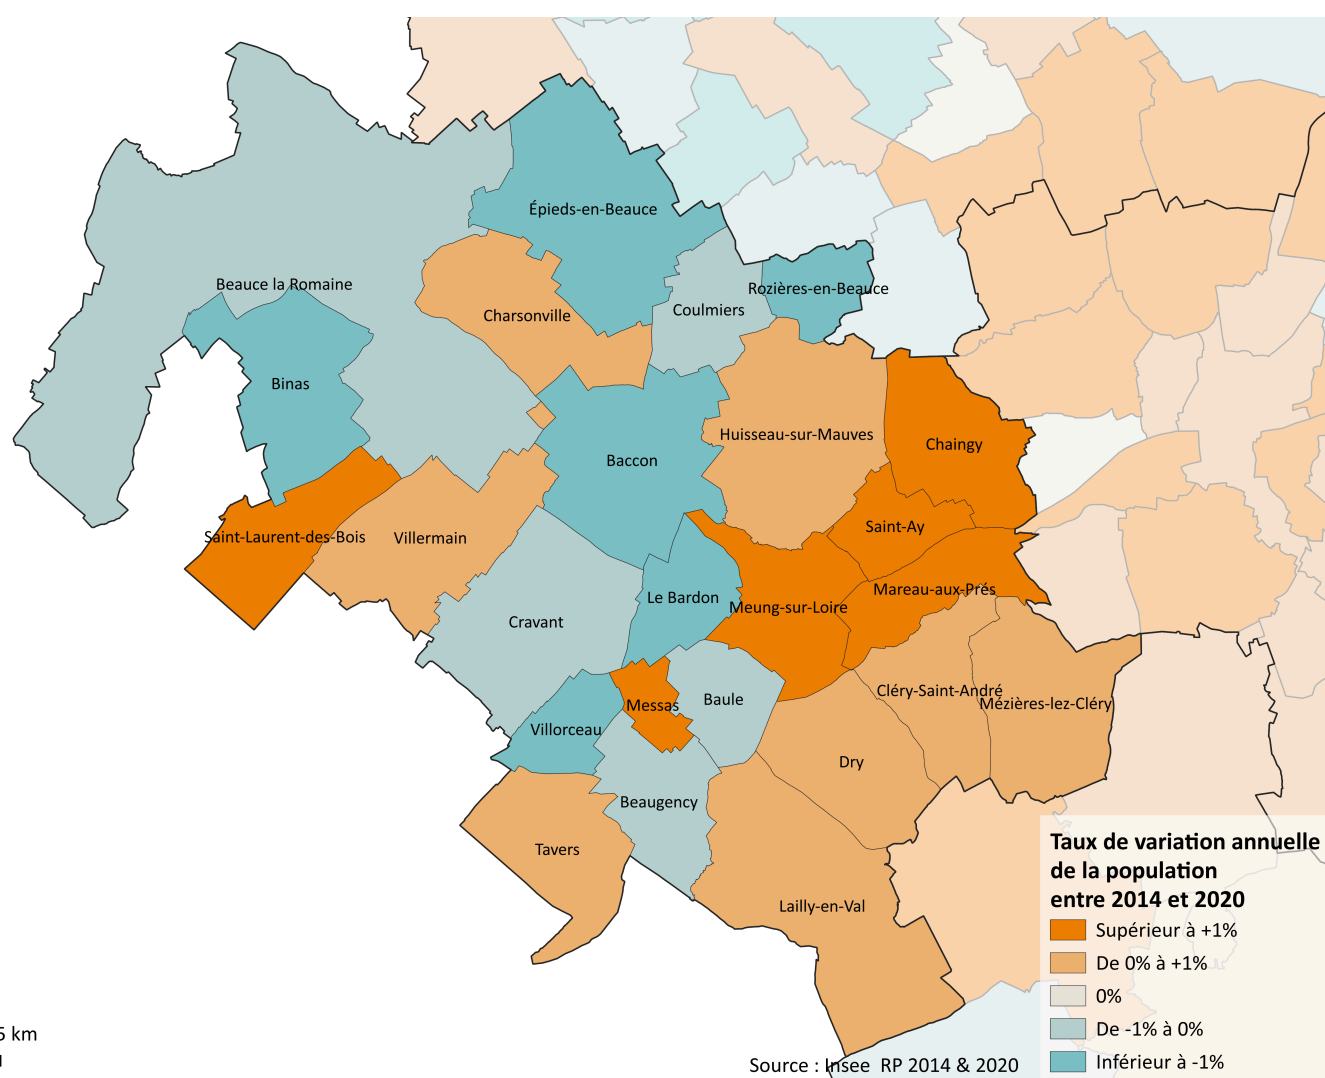 Épieds-en-Beauce
Beauce la Romaine
Rozières-en-Beauce
Coulmiers
Charsonville
Binas
Huisseau-sur-Mauves
Chaingy
Baccon
Saint-Ay
Saint-Laurent-des-Bois
Villermain
Mareau-aux-Prés
Le Bardon
Meung-sur-Loire
Cravant
Cléry-Saint-André
Baule
Mézières-lez-Cléry
Messas
Villorceau
Dry
Beaugency
Tavers
Lailly-en-Val
Taux de variation annuelle
de la population
entre 2014 et 2020
Supérieur à +1%
De 0% à +1%
0%
De -1% à 0%
Inférieur à -1%
km
Source : Insee RP 2014 & 2020